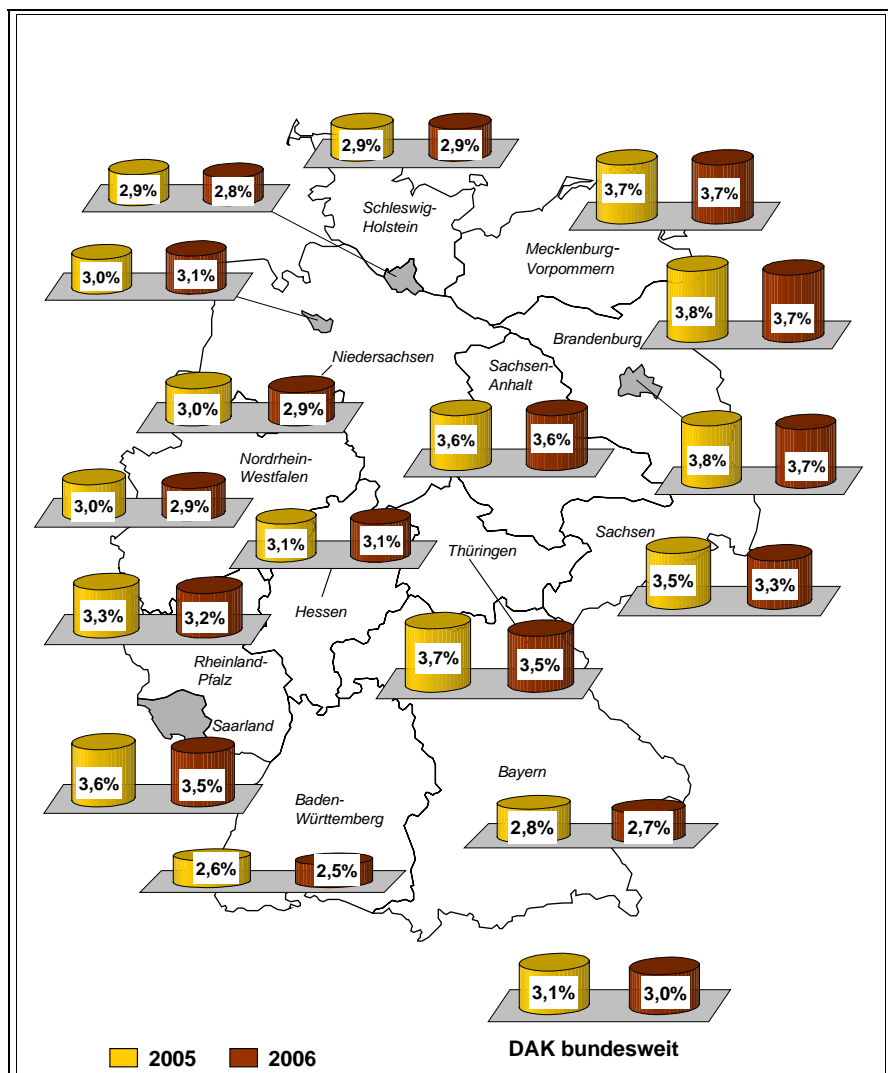 2,9% 2,9%
2,9% 2,8%
3,7% 3,7%
Schleswig-
Holstein
Mecklenburg-
Vorpommern
3,0% 3,1%
3,8% 3,7%
Brandenburg
Niedersachsen
Sachsen-
Anhalt
3,0% 2,9%
3,6% 3,6%
3,8% 3,7%
Nordrhein-
Westfalen
3,0% 2,9%
3,1% 3,1%
Thüringen
Sachsen
3,5% 3,3%
3,3% 3,2%
Hessen
3,7% 3,5%
Rheinland-
Pfalz
Saarland
3,6% 3,5%
Bayern
Baden-
Württemberg
2,8% 2,7%
2,6% 2,5%
3,1% 3,0%
DAK bundesweit
2005 2006